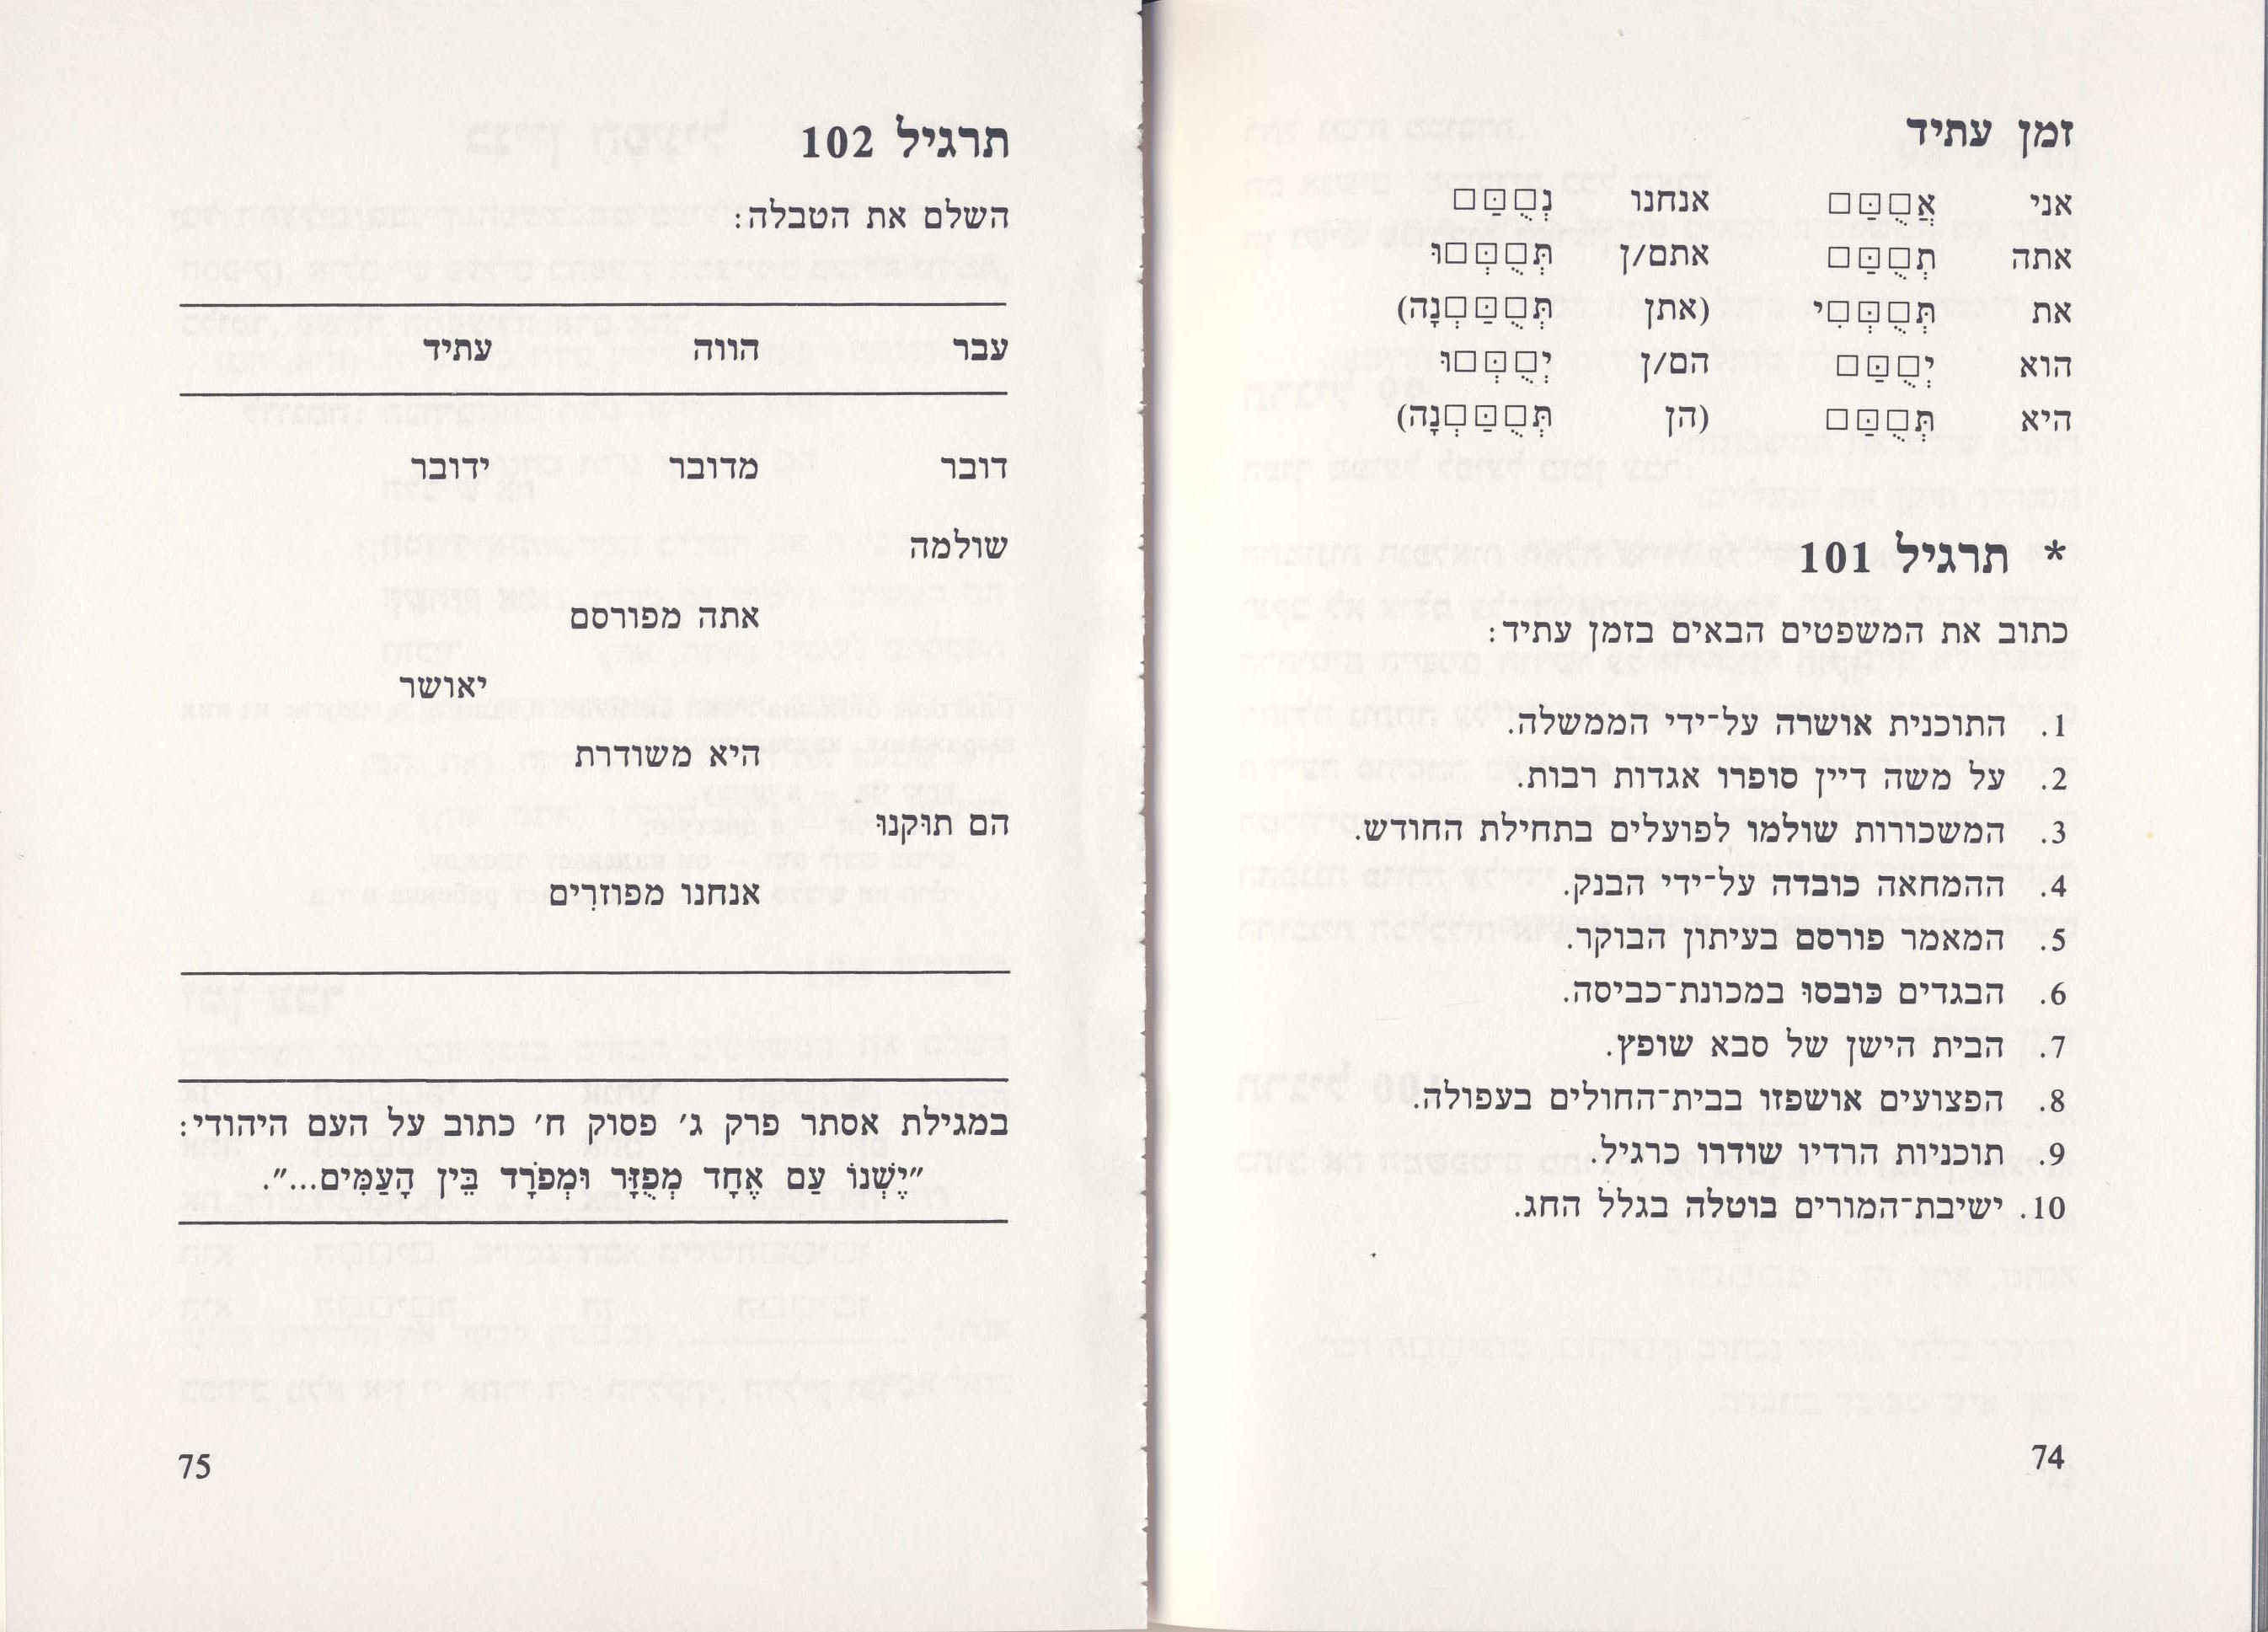 זמן עתיד
אני אֲ□ֻ□ַּ□ אנחנו נְ□ֻ□ַּ□
אתה תְּ□ֻ□ַּ□ אתם/ן תְּ□ֻ□ְּ□וּ
את תְּ□ֻ□ְּ□ִי (אתן תְּ□ֻ□ַּ□ְנָה)
הוא יְ□ֻ□ַּ□ הם/ן יְ□ֻ□ְּ□וּ
היא תְּ□ֻ□ַּ□ (הן תְּ□ֻ□ַּ□ְנָה)
* תרגיל 101
כתוב את המשפטים הבאים בזמן עתיד:
1. התוכנית אושרה על־ידי הממשלה.
2. על משה דיין סופרו אגדות רבות.
3. המשכורות שולמו לפועלים בתחילת החודש.
4. ההמחאה כובדה על־ידי הבנק.
5. המאמר פורסם בעיתון הבוקר.
6. הבגדים כובסו במכונת־כביסה.
7. הבית הישן של סבא שופץ.
8. הפצועים אושפזו בבית־החולים בעפולה.
9. תוכניות הרדיו שודרו כרגיל.
10. ישיבת־המורים בוטלה בגלל החג.
74
תרגיל 102
השלם את הטבלה:
עבר הווה עתיד
דובר מדובר ידובר
שולמה
אתה מפורסם
יאושר
היא משודרת
הם תוקנו
אנחנו מפוזרים
במגילת אסתר פרק ג' פסוק ח' כתוב על העם היהודי:
"יֶשְׁנוֹ עַם אֶחָד מְפֻזָּר וּמְפֹרָד בֵּין הָעַמִּים...".
75